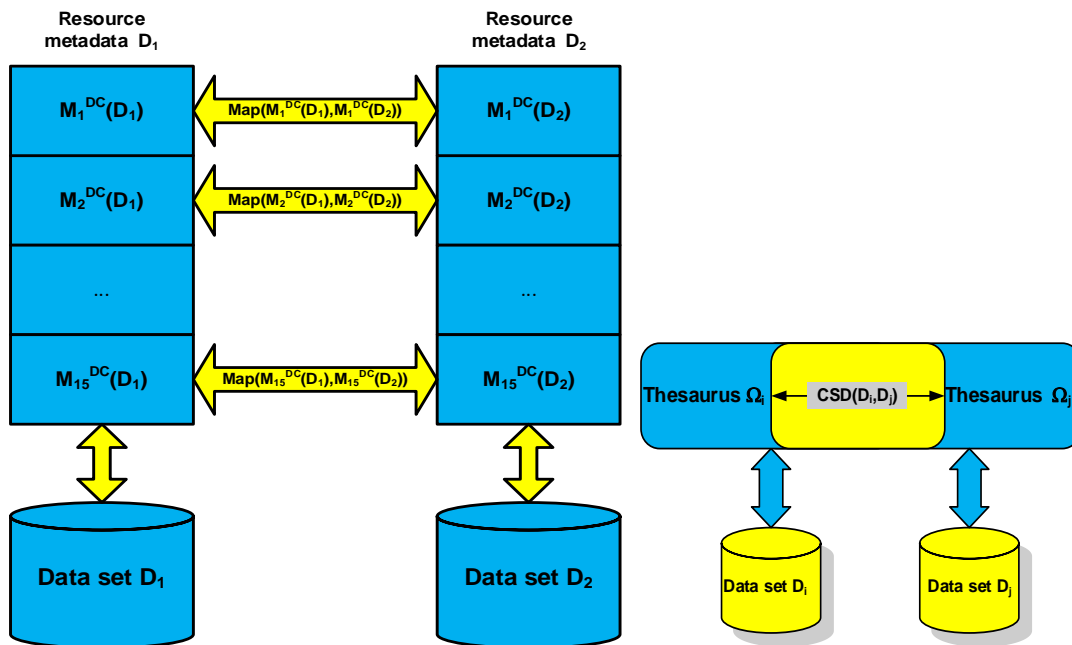 Resource
metadata D₁
Resource
metadata D₂
M₁ᴰᶜ(D₁)
Map(M₁ᴰᶜ(D₁),M₁ᴰᶜ(D₂))
M₁ᴰᶜ(D₂)
M₂ᴰᶜ(D₁)
Map(M₂ᴰᶜ(D₁),M₂ᴰᶜ(D₂))
M₂ᴰᶜ(D₂)
...
...
M₁₅ᴰᶜ(D₁)
Map(M₁₅ᴰᶜ(D₁),M₁₅ᴰᶜ(D₂))
M₁₅ᴰᶜ(D₂)
Data set D₁
Data set D₂
Thesaurus Ωᵢ
CSD(Dᵢ,Dⱼ)
Thesaurus Ωⱼ
Data set Dᵢ
Data set Dⱼ